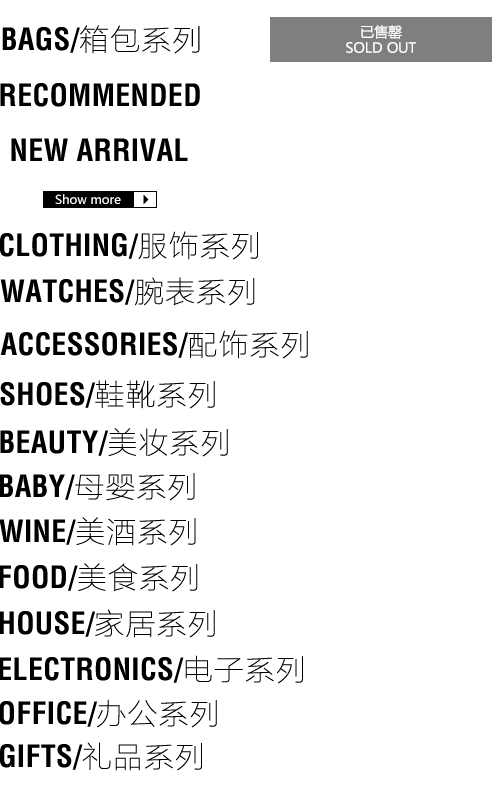 BAGS/箱包系列
已售罄
SOLD OUT
RECOMMENDED
NEW ARRIVAL
Show more
CLOTHING/服饰系列
WATCHES/腕表系列
ACCESSORIES/配饰系列
SHOES/鞋靴系列
BEAUTY/美妆系列
BABY/母婴系列
WINE/美酒系列
FOOD/美食系列
HOUSE/家居系列
ELECTRONICS/电子系列
OFFICE/办公系列
GIFTS/礼品系列